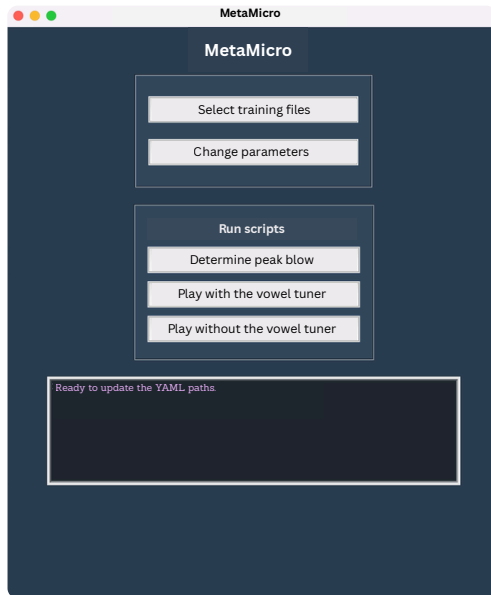 MetaMicro
MetaMicro
Select training files
Change parameters
Run scripts
Determine peak blow
Play with the vowel tuner
Play without the vowel tuner
Ready to update the YAML paths.